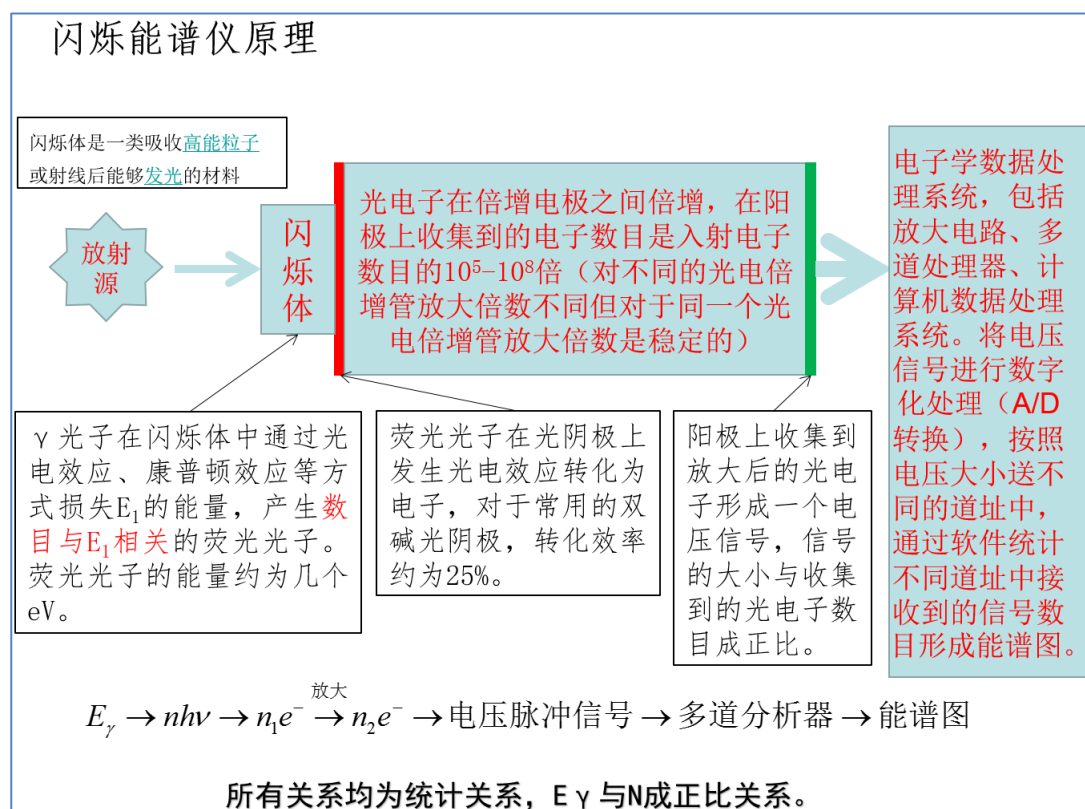 闪烁能谱仪原理
闪烁体是一类吸收高能粒子
或射线后能够发光的材料
放射
源
闪
烁
体
光电子在倍增电极之间倍增，在阳
极上收集到的电子数目是入射电子
数目的10⁵–10⁸倍（对不同的光电倍
增管放大倍数不同但对于同一个光
电倍增管放大倍数是稳定的）
电子学数据处
理系统，包括
放大电路、多
道处理器、计
算机数据处理
系统。将电压
信号进行数字
化处理（A/D
转换），按照
电压大小送不
同的道址中，
通过软件统计
不同道址中接
收到的信号数
目形成能谱图。
γ光子在闪烁体中通过光
电效应、康普顿效应等方
式损失E₁的能量，产生数
目与E₁相关的荧光光子。
荧光光子的能量约为几个
eV。
荧光光子在光阴极上
发生光电效应转化为
电子，对于常用的双
碱光阴极，转化效率
约为25%。
阳极上收集到
放大后的光电
子形成一个电
压信号，信号
的大小与收集
到的光电子数
目成正比。
放大
Eᵧ → nhν → n₁e⁻ → n₂e⁻ → 电压脉冲信号 → 多道分析器 → 能谱图
所有关系均为统计关系，Eγ与N成正比关系。